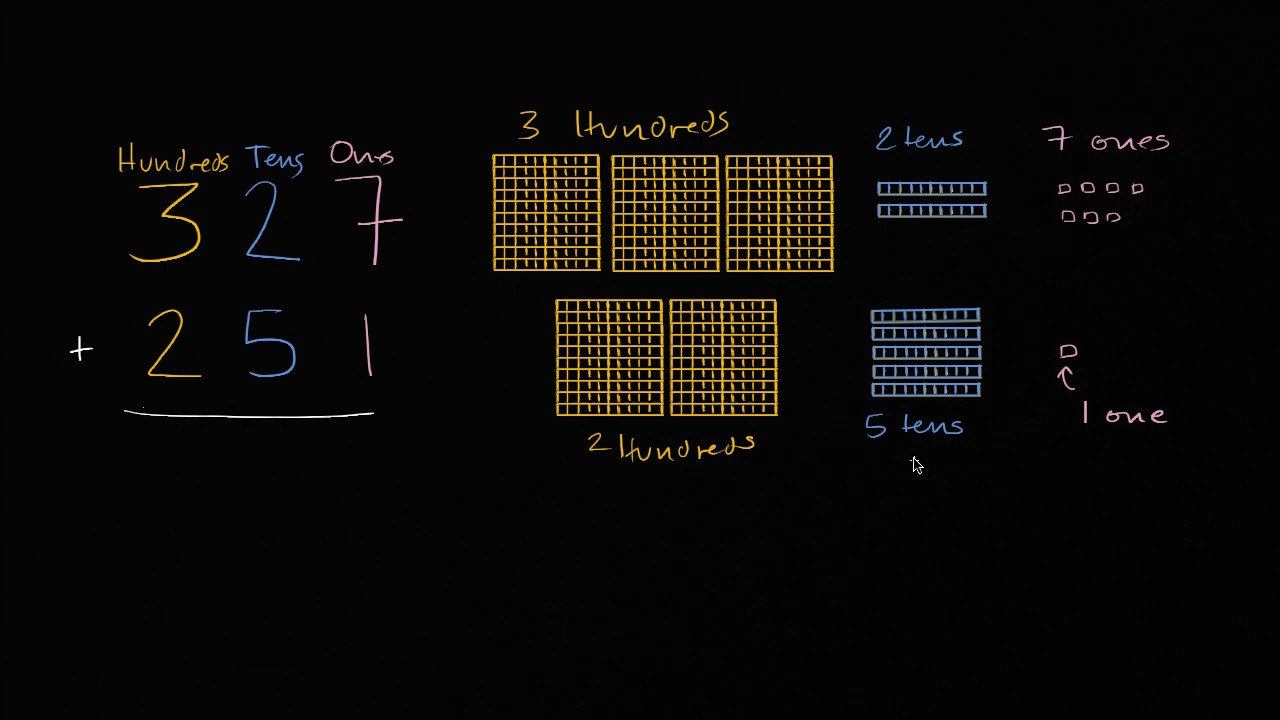 Hundreds Tens Ones
3 2 7
+ 2 5 1
3 Hundreds
2 Hundreds
2 tens
5 tens
7 ones
1 one